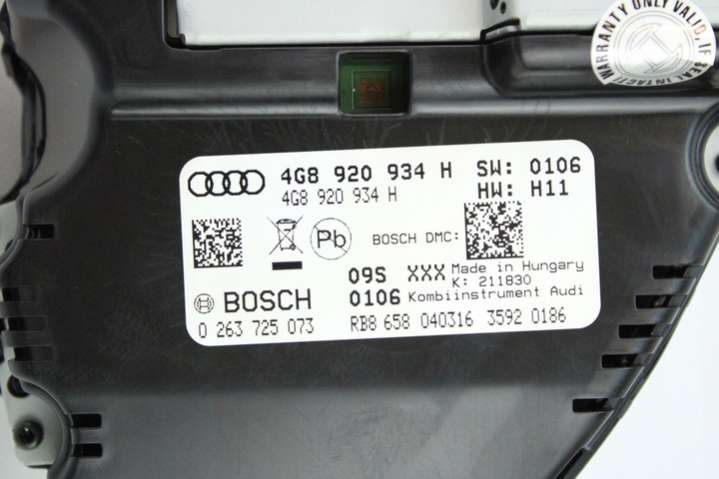 WARRANTY ONLY VALID, IF SEAL INTACT!
4G8 920 934 H SW: 0106
4G8 920 934 H HW: H11
Pb BOSCH DMC:
09S XXX Made in Hungary
K: 211830
BOSCH 0106 Kombiinstrument Audi
0 263 725 073 RB8 658 040316 3592 0186